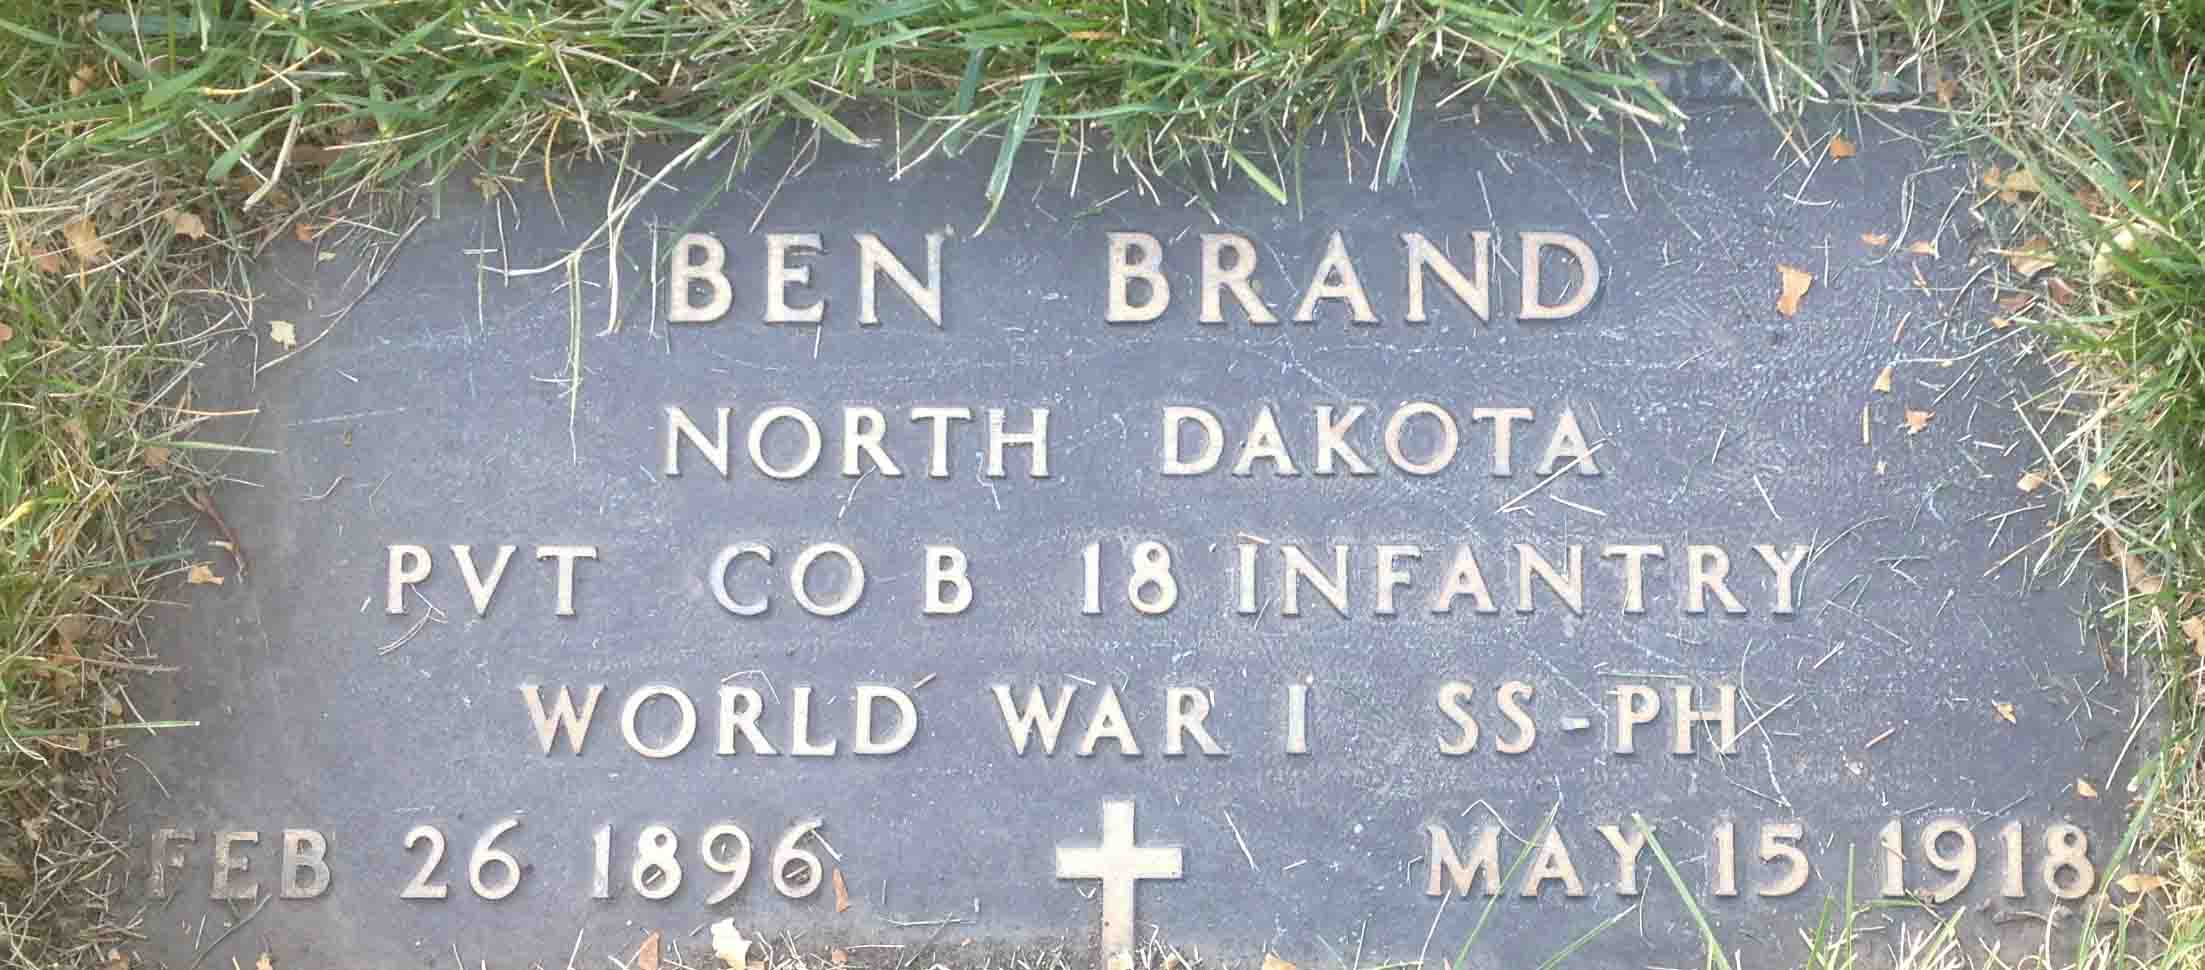 BEN BRAND
NORTH DAKOTA
PVT CO B 18 INFANTRY
WORLD WAR I SS-PH
FEB 26 1896 MAY 15 1918